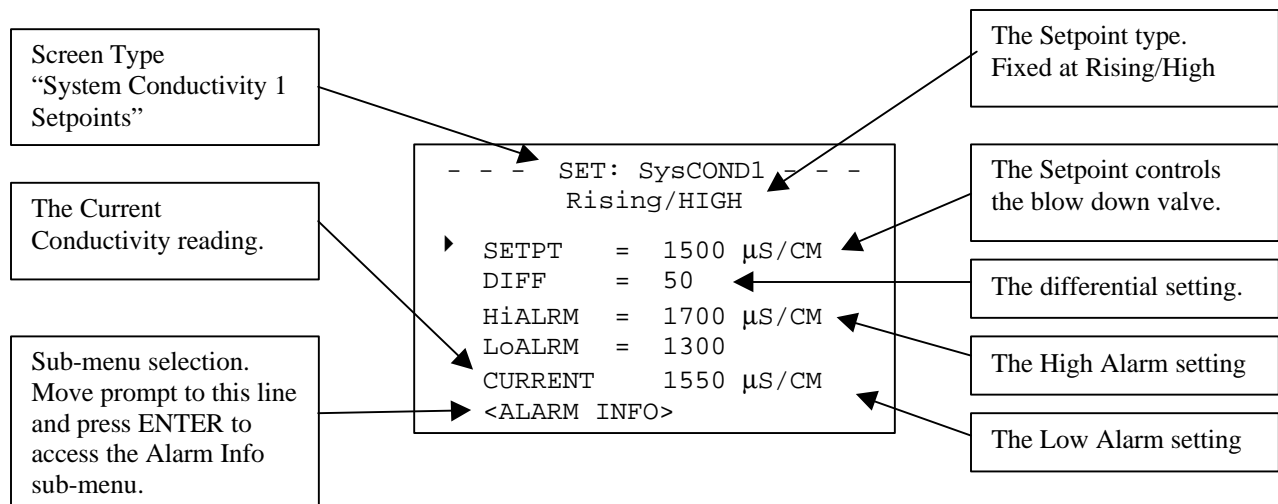 Screen Type
“System Conductivity 1
Setpoints”
The Current
Conductivity reading.
Sub-menu selection.
Move prompt to this line
and press ENTER to
access the Alarm Info
sub-menu.
- - - SET: SysCOND1 - - -
Rising/HIGH
SETPT = 1500 µS/CM
DIFF = 50
HiALRM = 1700 µS/CM
LoALRM = 1300
CURRENT 1550 µS/CM
<ALARM INFO>
The Setpoint type.
Fixed at Rising/High
The Setpoint controls
the blow down valve.
The differential setting.
The High Alarm setting
The Low Alarm setting